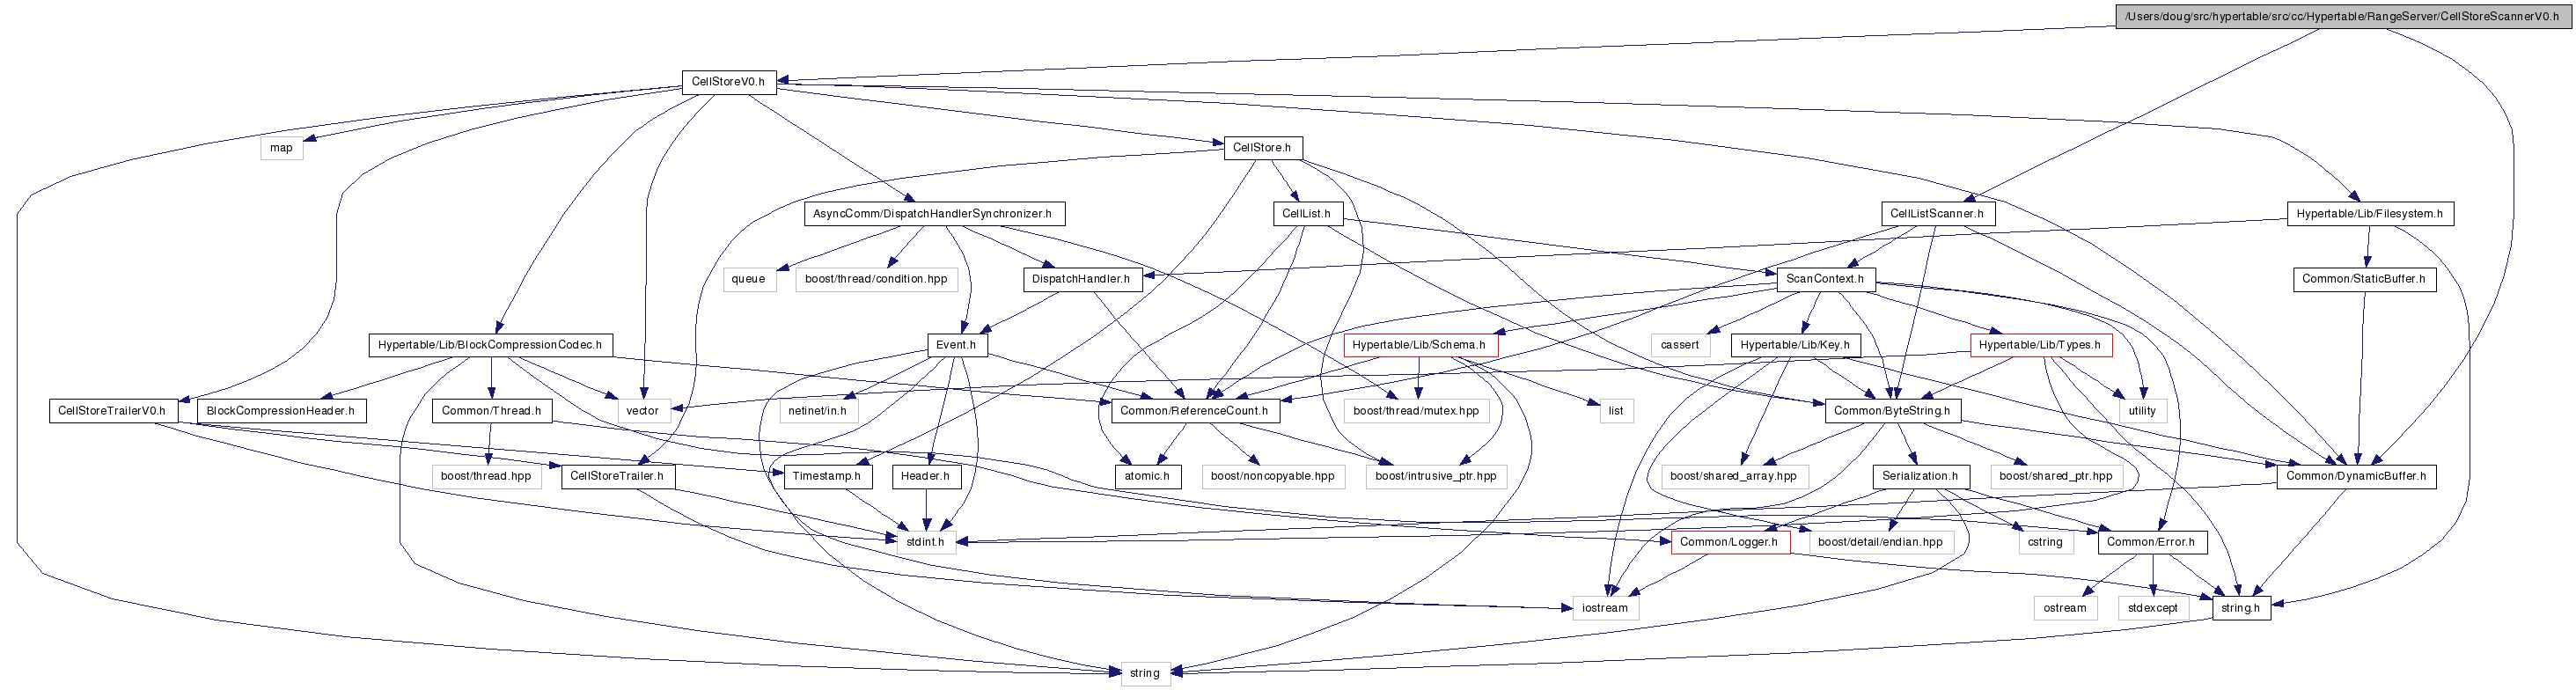 /Users/doug/src/hypertable/src/cc/Hypertable/RangeServer/CellStoreScannerV0.h
CellStoreV0.h
map
CellStore.h
AsyncComm/DispatchHandlerSynchronizer.h
CellList.h
CellListScanner.h
Hypertable/Lib/Filesystem.h
queue
boost/thread/condition.hpp
DispatchHandler.h
ScanContext.h
Common/StaticBuffer.h
Hypertable/Lib/BlockCompressionCodec.h
Event.h
Hypertable/Lib/Schema.h
cassert
Hypertable/Lib/Key.h
Hypertable/Lib/Types.h
CellStoreTrailerV0.h
BlockCompressionHeader.h
Common/Thread.h
vector
netinet/in.h
Common/ReferenceCount.h
boost/thread/mutex.hpp
list
Common/ByteString.h
utility
boost/thread.hpp
CellStoreTrailer.h
Timestamp.h
Header.h
atomic.h
boost/noncopyable.hpp
boost/intrusive_ptr.hpp
boost/shared_array.hpp
Serialization.h
boost/shared_ptr.hpp
Common/DynamicBuffer.h
stdint.h
Common/Logger.h
boost/detail/endian.hpp
cstring
Common/Error.h
iostream
ostream
stdexcept
string.h
string